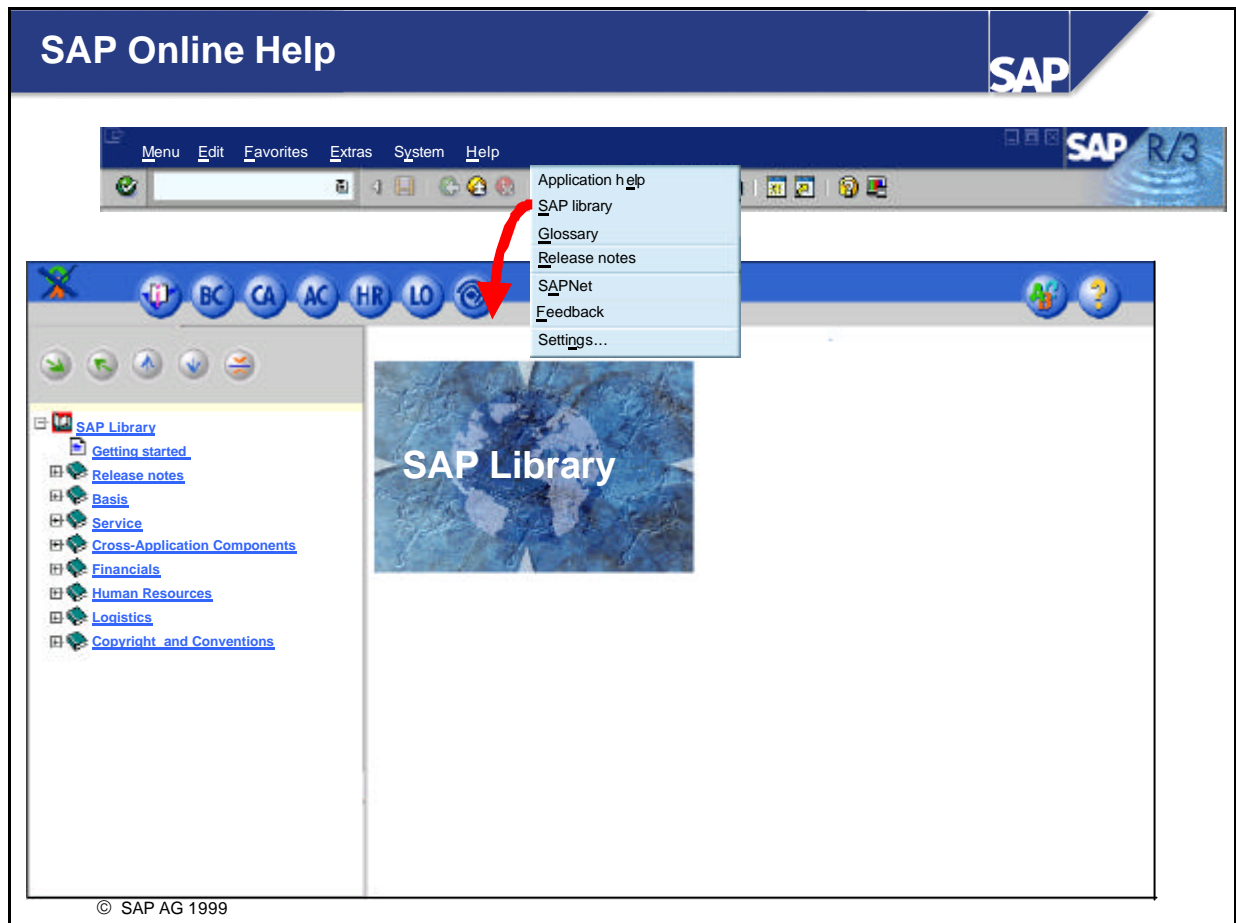 SAP Online Help
SAP
Menu Edit Favorites Extras System Help
SAP R/3
Application help
SAP library
Glossary
Release notes
SAPNet
Feedback
Settings...
BC CA AC HR LO
SAP Library
Getting started
Release notes
Basis
Service
Cross-Application Components
Financials
Human Resources
Logistics
Copyright and Conventions
SAP Library
© SAP AG 1999